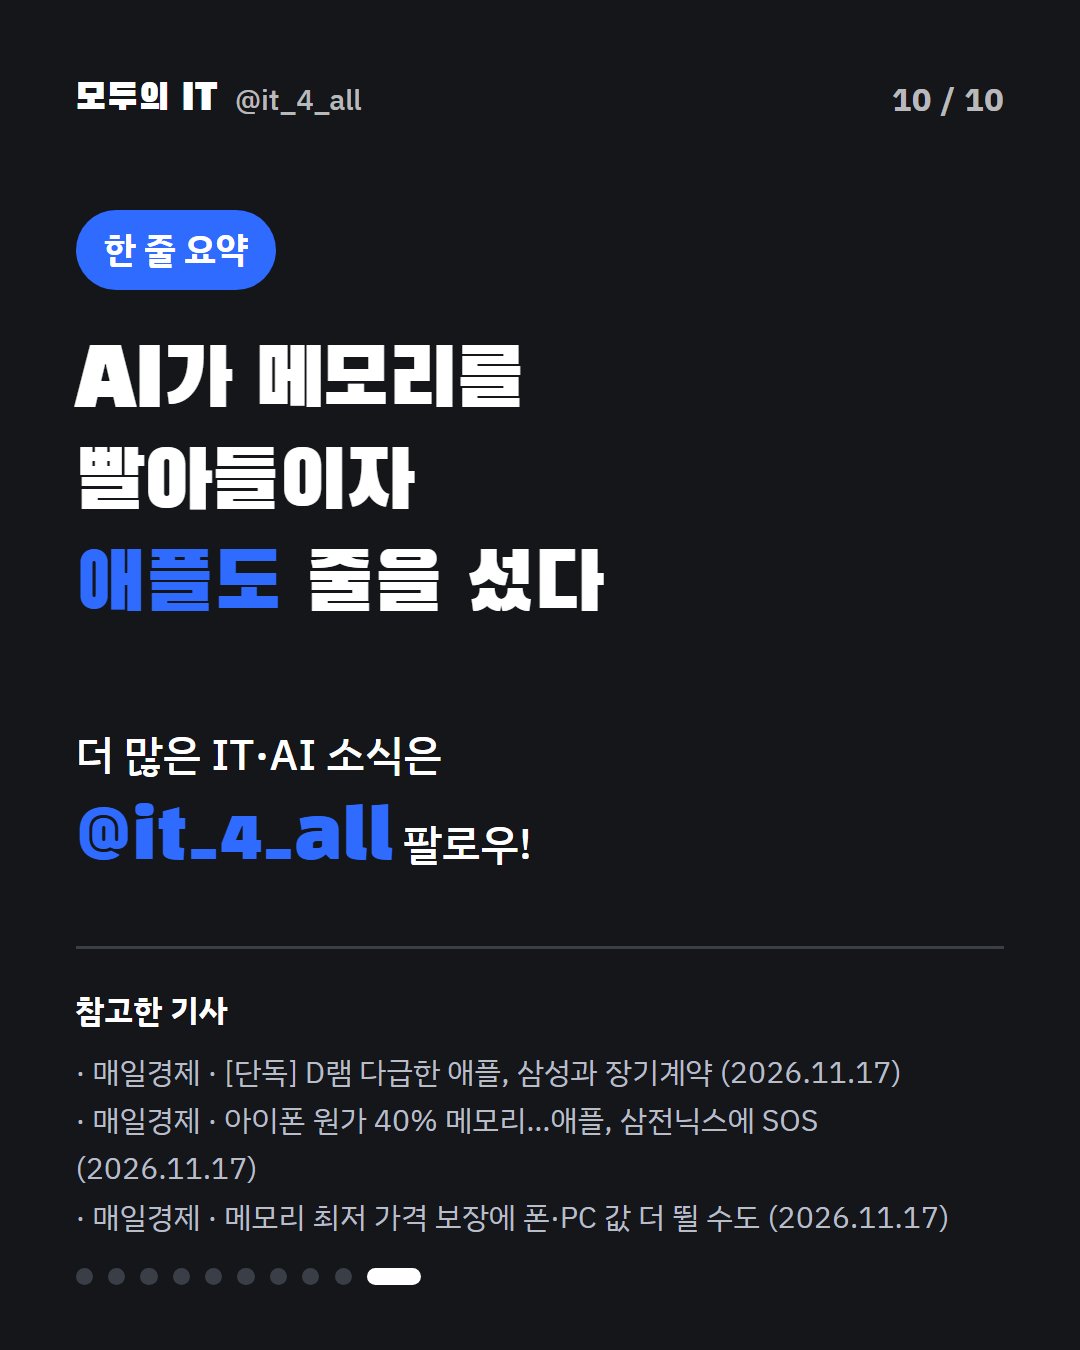 모두의 IT @it_4_all
10 / 10
한 줄 요약
AI가 메모리를
빨아들이자
애플도 줄을 섰다
더 많은 IT·AI 소식은
@it_4_all 팔로우!
참고한 기사
· 매일경제 · [단독] D램 다급한 애플, 삼성과 장기계약 (2026.11.17)
· 매일경제 · 아이폰 원가 40% 메모리…애플, 삼전닉스에 SOS
(2026.11.17)
· 매일경제 · 메모리 최저 가격 보장에 폰·PC 값 더 뛸 수도 (2026.11.17)